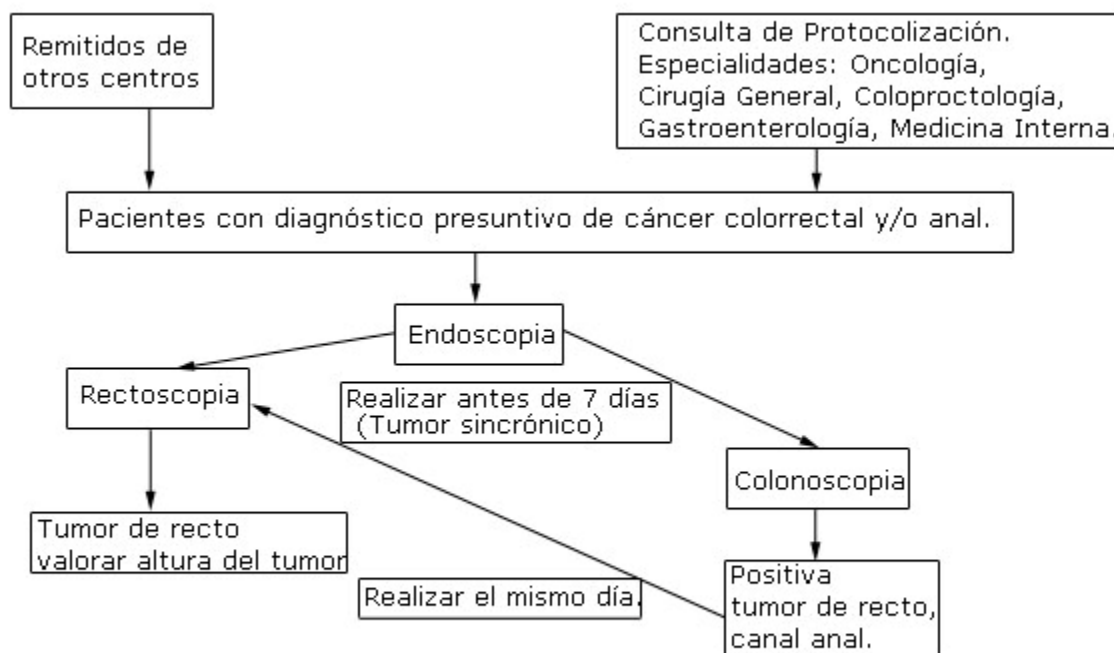 Remitidos de
otros centros
Consulta de Protocolización.
Especialidades: Oncología,
Cirugía General, Coloproctología,
Gastroenterología, Medicina Interna.
Pacientes con diagnóstico presuntivo de cáncer colorrectal y/o anal.
Endoscopia
Rectoscopia
Realizar antes de 7 días
(Tumor sincrónico)
Colonoscopia
Tumor de recto
valorar altura del tumor
Realizar el mismo día.
Positiva
tumor de recto,
canal anal.